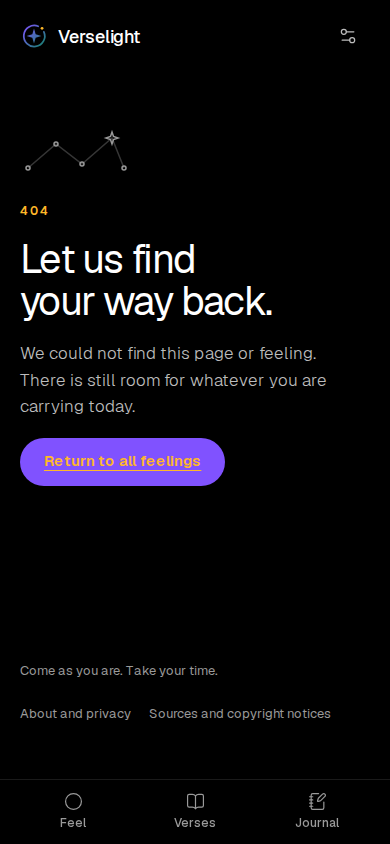 Verselight
404
Let us find
your way back.
We could not find this page or feeling.
There is still room for whatever you are
carrying today.
Return to all feelings
Come as you are. Take your time.
About and privacy
Sources and copyright notices
Feel
Verses
Journal